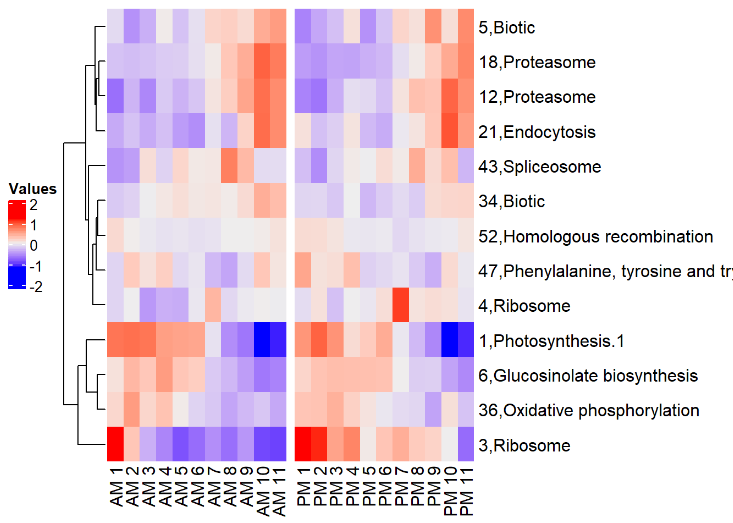 5,Biotic
18,Proteasome
12,Proteasome
21,Endocytosis
43,Spliceosome
34,Biotic
52,Homologous recombination
47,Phenylalanine, tyrosine and try
4,Ribosome
1,Photosynthesis.1
6,Glucosinolate biosynthesis
36,Oxidative phosphorylation
3,Ribosome
Values
2
1
0
-1
-2
AM 1
AM 2
AM 3
AM 4
AM 5
AM 6
AM 7
AM 8
AM 9
AM 10
AM 11
PM 1
PM 2
PM 3
PM 4
PM 5
PM 6
PM 7
PM 8
PM 9
PM 10
PM 11